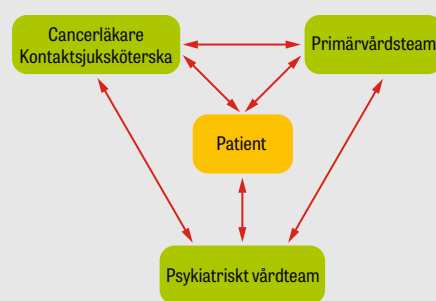 Cancerläkare
Kontaktsjuksköterska
Primärvårdsteam
Patient
Psykiatriskt vårdteam